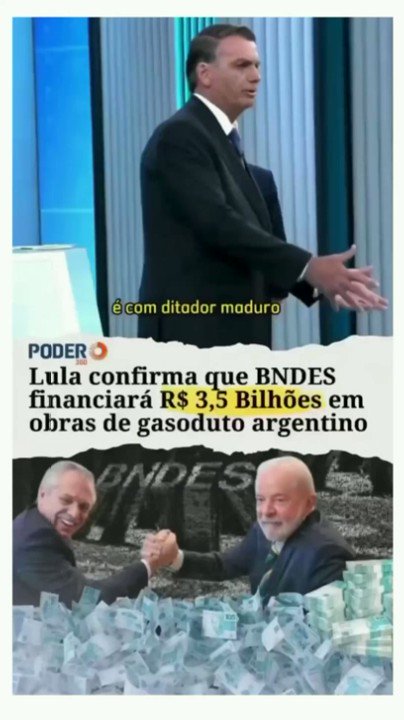 é com ditador maduro
PODER
360
Lula confirma que BNDES
financiará R$ 3,5 Bilhões em
obras de gasoduto argentino
BNDES